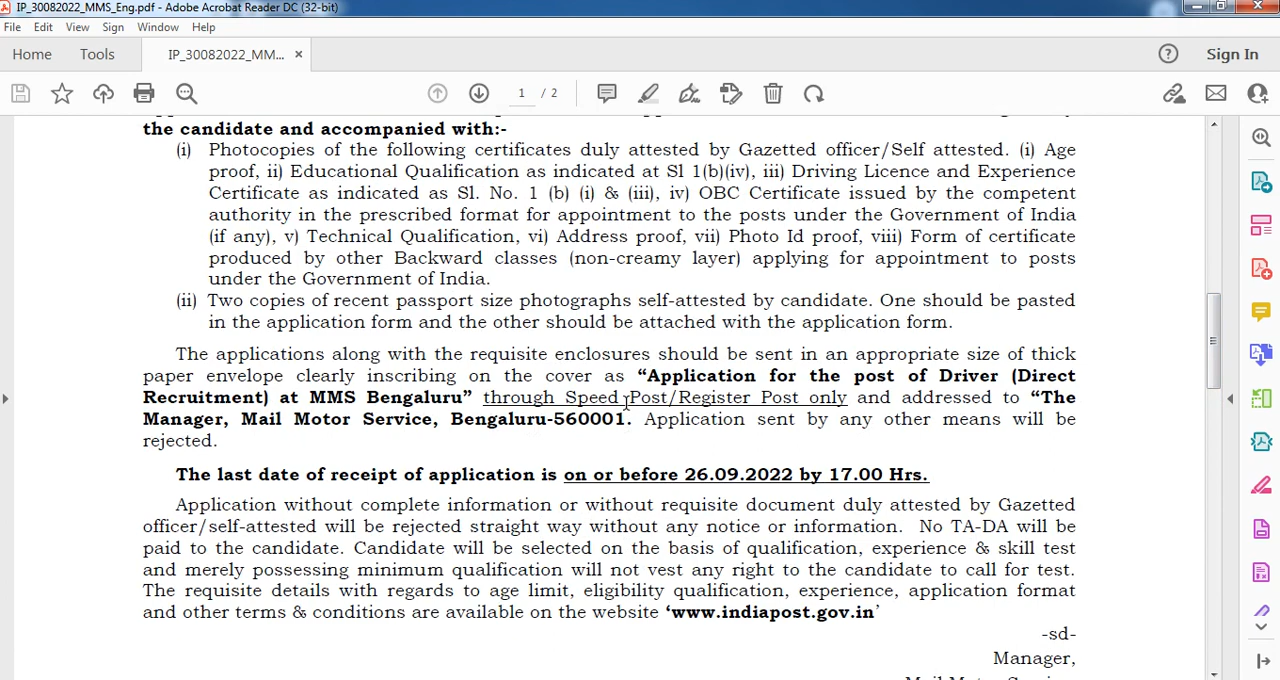 IP_30082022_MMS_Eng.pdf - Adobe Acrobat Reader DC (32-bit)
File Edit View Sign Window Help
Home Tools IP_30082022_MM... × Sign In
1 / 2
the candidate and accompanied with:-
(i) Photocopies of the following certificates duly attested by Gazetted officer/Self attested. (i) Age
proof, ii) Educational Qualification as indicated at Sl 1(b)(iv), iii) Driving Licence and Experience
Certificate as indicated as Sl. No. 1 (b) (i) & (iii), iv) OBC Certificate issued by the competent
authority in the prescribed format for appointment to the posts under the Government of India
(if any), v) Technical Qualification, vi) Address proof, vii) Photo Id proof, viii) Form of certificate
produced by other Backward classes (non-creamy layer) applying for appointment to posts
under the Government of India.
(ii) Two copies of recent passport size photographs self-attested by candidate. One should be pasted
in the application form and the other should be attached with the application form.
The applications along with the requisite enclosures should be sent in an appropriate size of thick
paper envelope clearly inscribing on the cover as “Application for the post of Driver (Direct
Recruitment) at MMS Bengaluru” through Speed Post/Register Post only and addressed to “The
Manager, Mail Motor Service, Bengaluru-560001. Application sent by any other means will be
rejected.
The last date of receipt of application is on or before 26.09.2022 by 17.00 Hrs.
Application without complete information or without requisite document duly attested by Gazetted
officer/self-attested will be rejected straight way without any notice or information. No TA-DA will be
paid to the candidate. Candidate will be selected on the basis of qualification, experience & skill test
and merely possessing minimum qualification will not vest any right to the candidate to call for test.
The requisite details with regards to age limit, eligibility qualification, experience, application format
and other terms & conditions are available on the website ‘www.indiapost.gov.in’
-sd-
Manager,